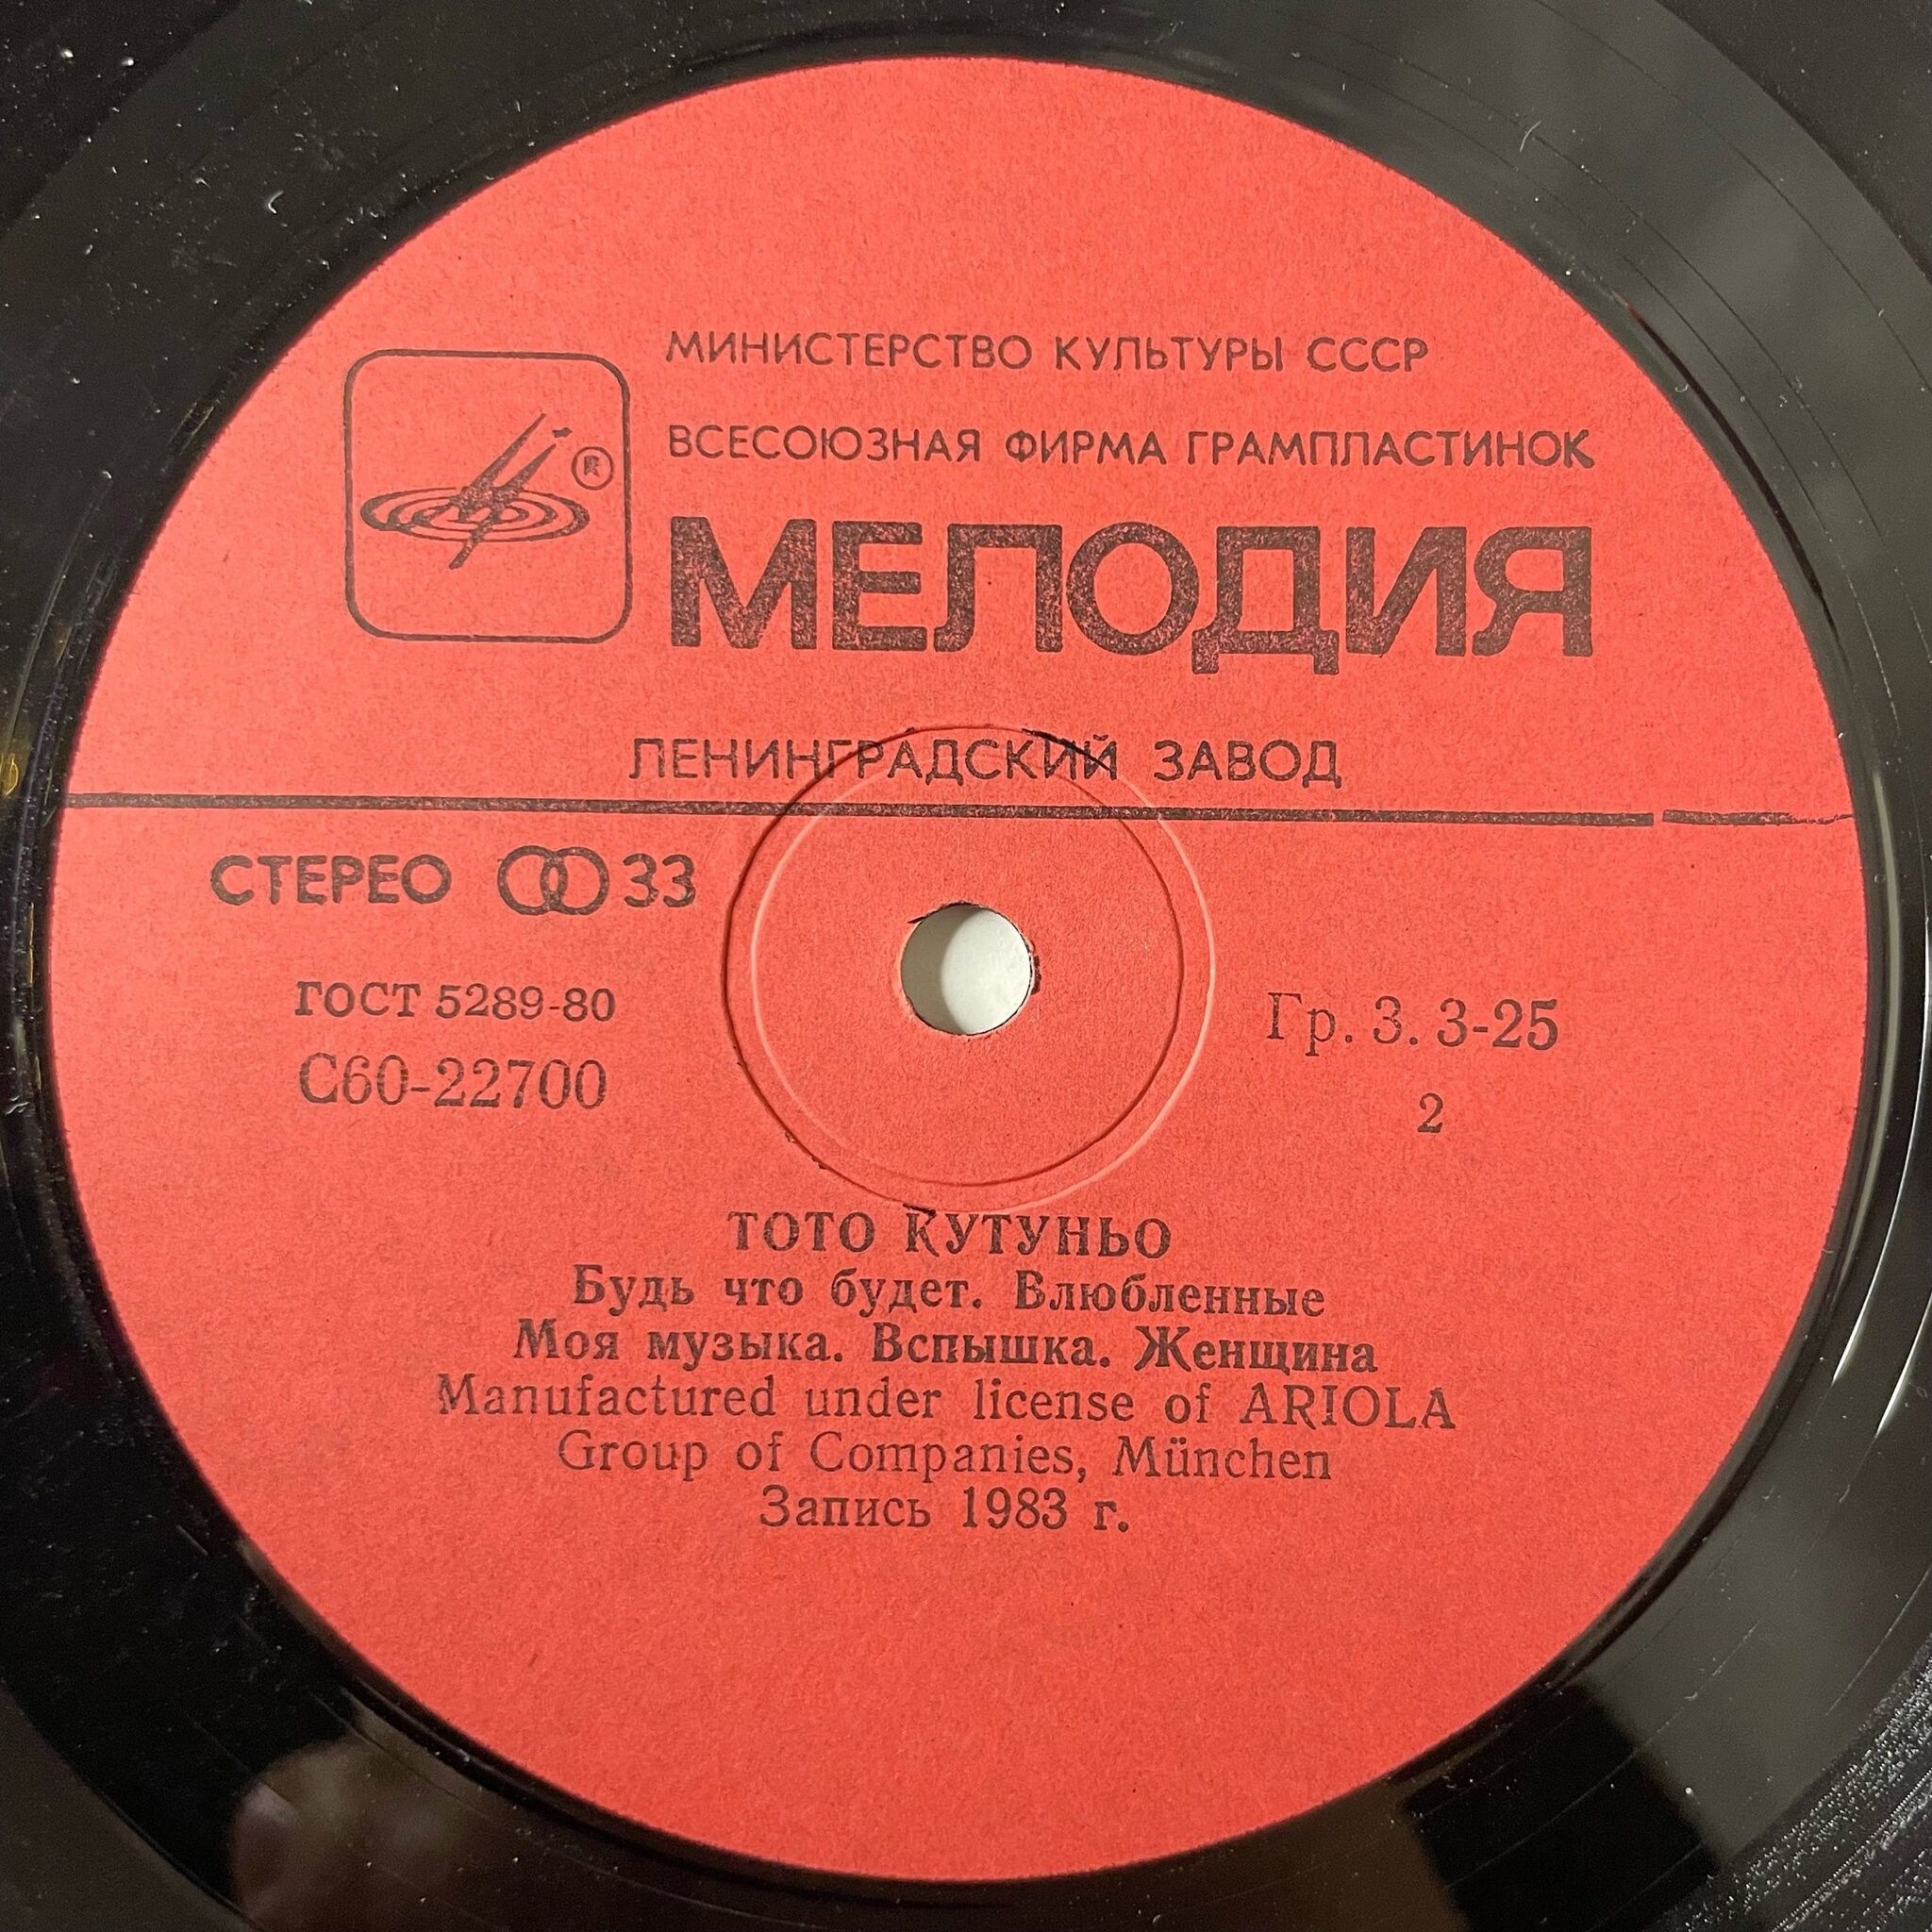 МИНИСТЕРСТВО КУЛЬТУРЫ СССР
ВСЕСОЮЗНАЯ ФИРМА ГРАМПЛАСТИНОК
®
МЕЛОДИЯ
ЛЕНИНГРАДСКИЙ ЗАВОД
СТЕРЕО 33
ГОСТ 5289-80
Гр. 3. 3-25
С60-22700
2
ТОТО КУТУНЬО
Будь что будет. Влюбленные
Моя музыка. Вспышка. Женщина
Manufactured under license of ARIOLA
Group of Companies, München
Запись 1983 г.